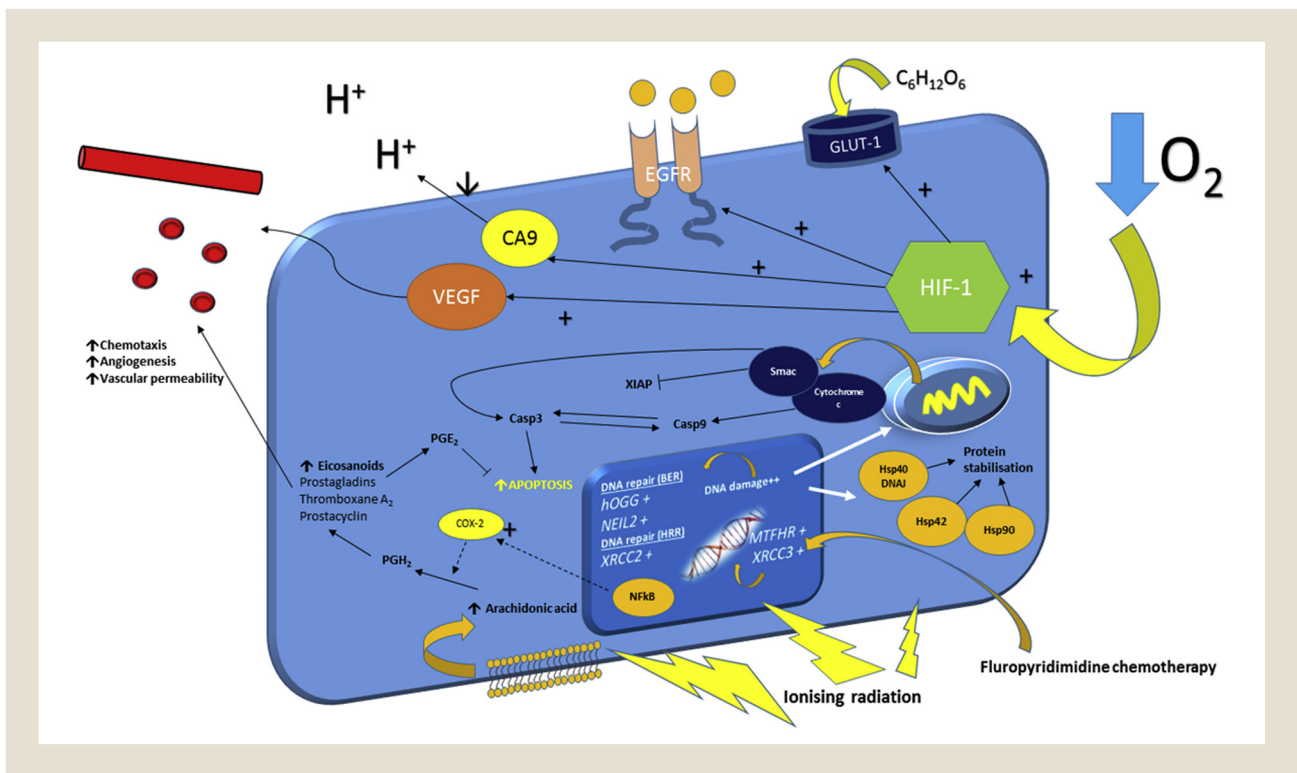 C₆H₁₂O₆
H⁺
H⁺
GLUT-1
O₂
EGFR
+
+
CA9
+
HIF-1
+
VEGF
+
↑Chemotaxis
↑Angiogenesis
↑Vascular permeability
XIAP
Smac
Cytochrome
c
Casp3
Casp9
PGE₂
↑ Eicosanoids
Prostagladins
Thromboxane A₂
Prostacyclin
↑APOPTOSIS
DNA repair (BER)
hOGG +
NEIL2 +
DNA repair (HRR)
XRCC2 +
DNA damage++
MTFHR +
XRCC3 +
NFkB
Protein
stabilisation
Hsp40
DNAJ
Hsp42
Hsp90
COX-2
+
PGH₂
↑ Arachidonic acid
Ionising radiation
Fluropyridimidine chemotherapy